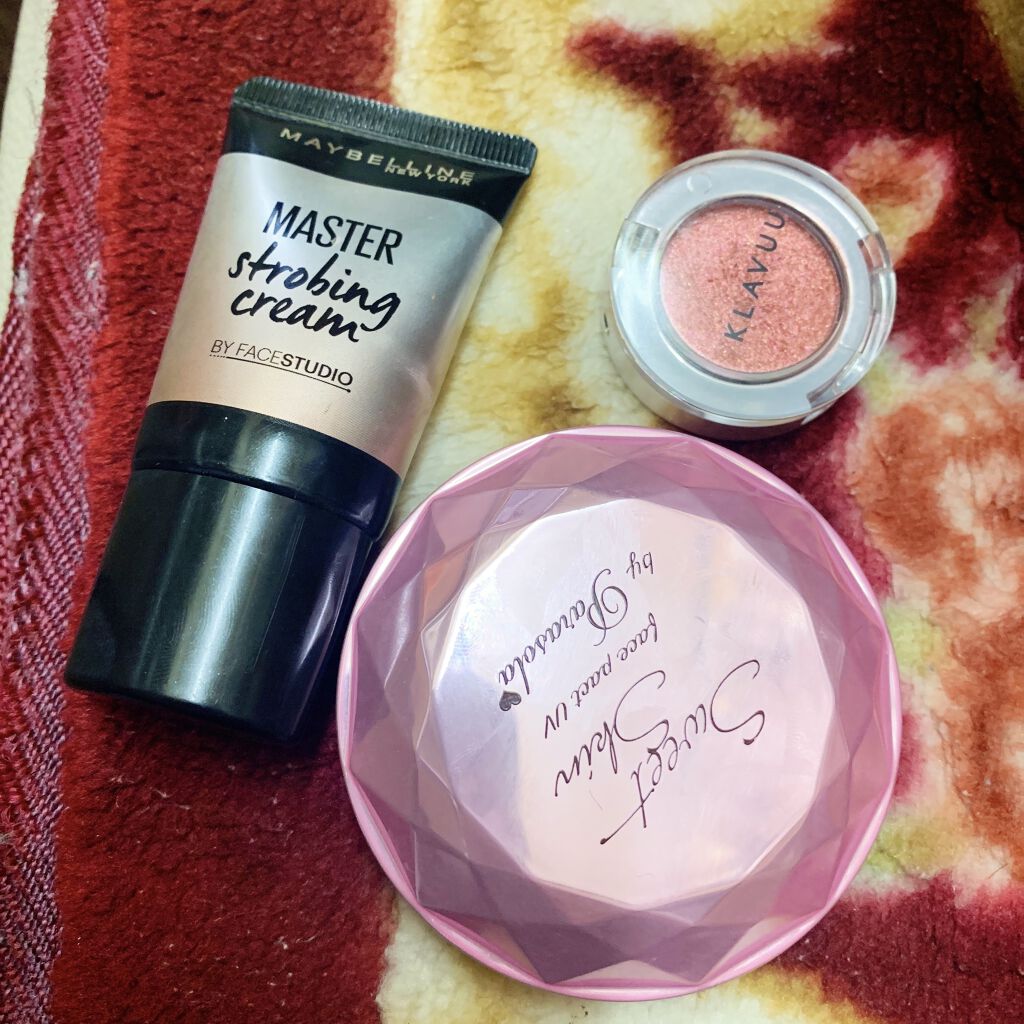 MAYBELLINE
NEW YORK
MASTER
strobing
cream
BY FACESTUDIO
KLAVUU
Sweet
Skin
face pact UV
by Parasola